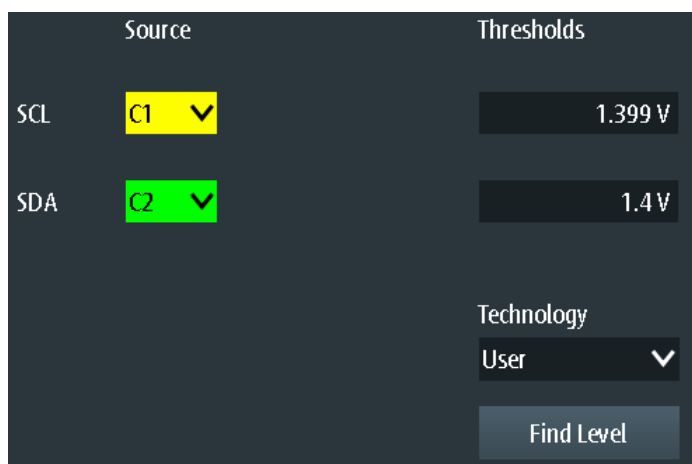 Source Thresholds
SCL C1 1.399 V
SDA C2 1.4 V
Technology
User
Find Level